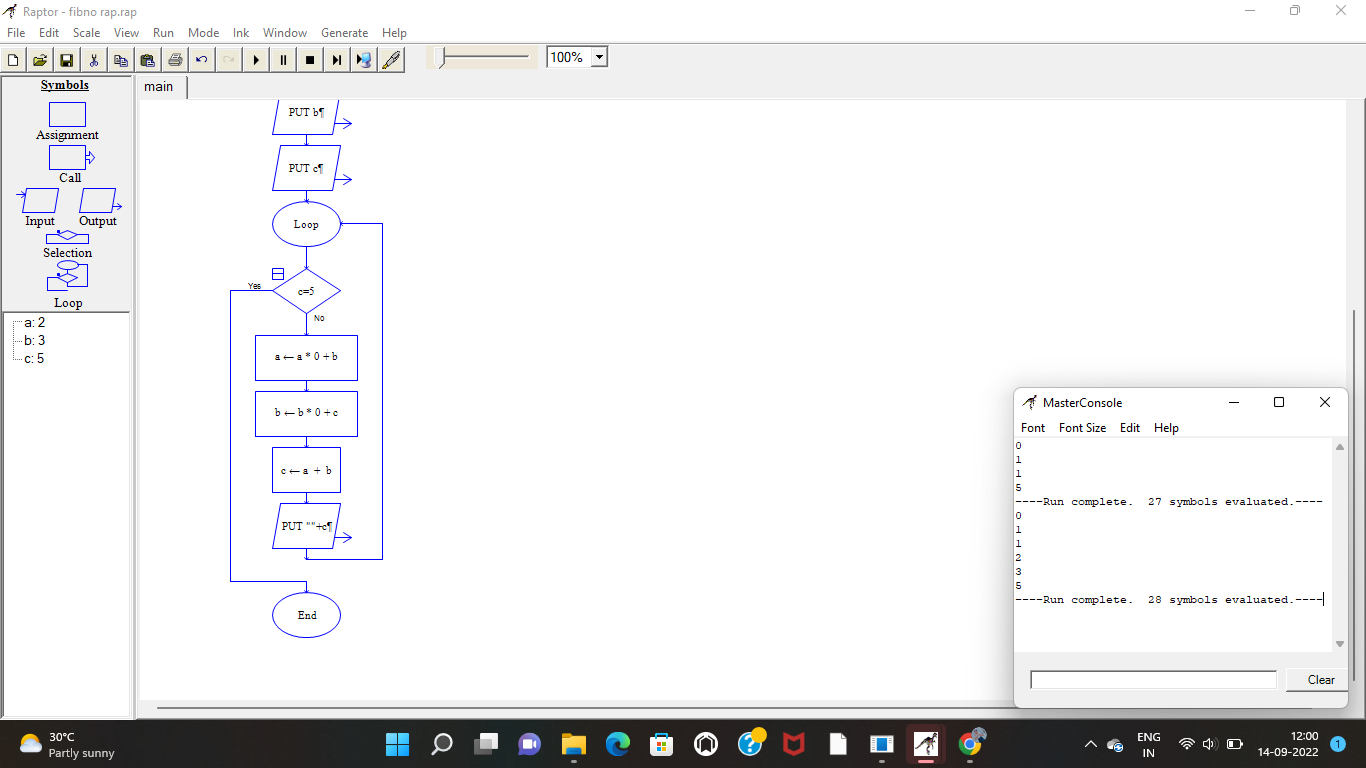 Raptor - fibno rap.rap
File Edit Scale View Run Mode Ink Window Generate Help
100%
Symbols
Assignment
Call
Input Output
Selection
Loop
a: 2
b: 3
c: 5
main
PUT b¶
PUT c¶
Loop
Yes
c=5
No
a ← a * 0 + b
b ← b * 0 + c
c ← a + b
PUT ""+c¶
End
MasterConsole
Font Font Size Edit Help
0
1
1
5
----Run complete. 27 symbols evaluated.----
0
1
1
2
3
5
----Run complete. 28 symbols evaluated.----
Clear
30°C
Partly sunny
ENG
IN
12:00
14-09-2022
1